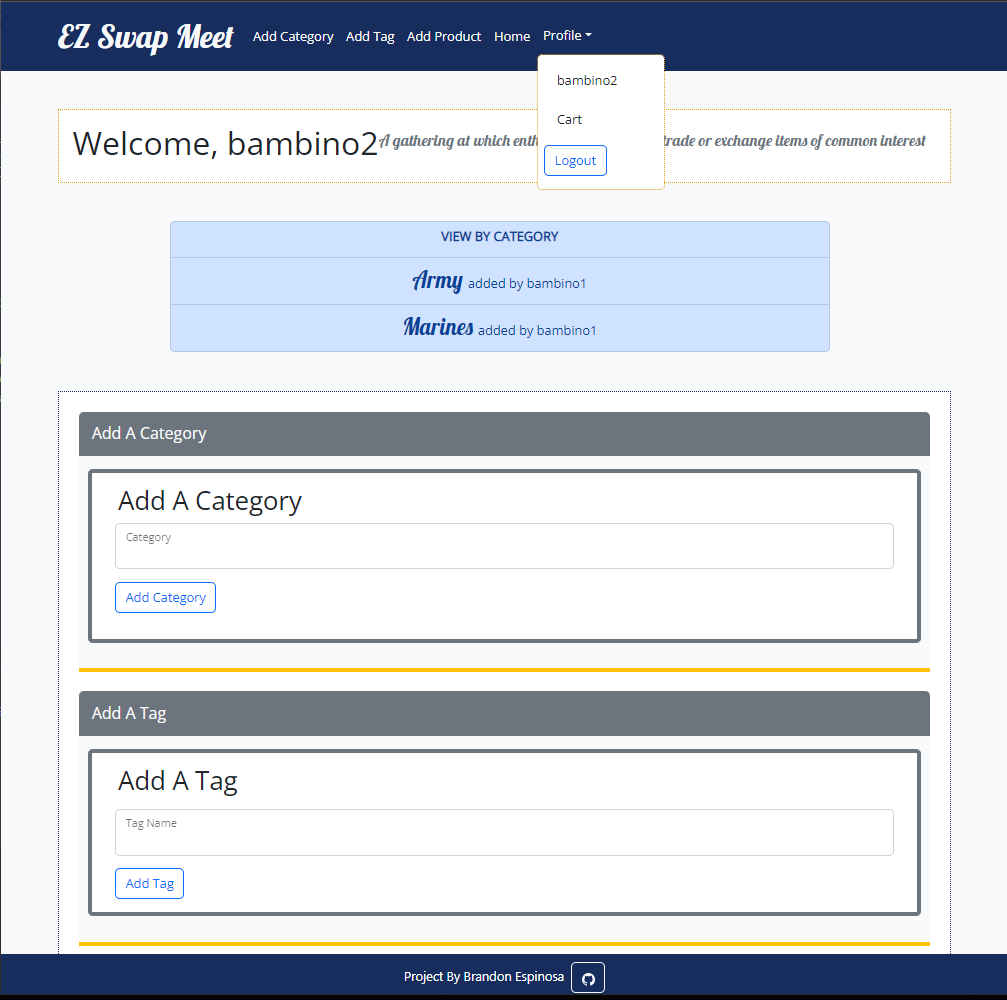 EZ Swap Meet Add Category Add Tag Add Product Home Profile
bambino2
Cart
Logout
Welcome, bambino2 A gathering at which trade or exchange items of common interest
VIEW BY CATEGORY
Army added by bambino1
Marines added by bambino1
Add A Category
Add A Category
Category
Add Category
Add A Tag
Add A Tag
Tag Name
Add Tag
Project By Brandon Espinosa